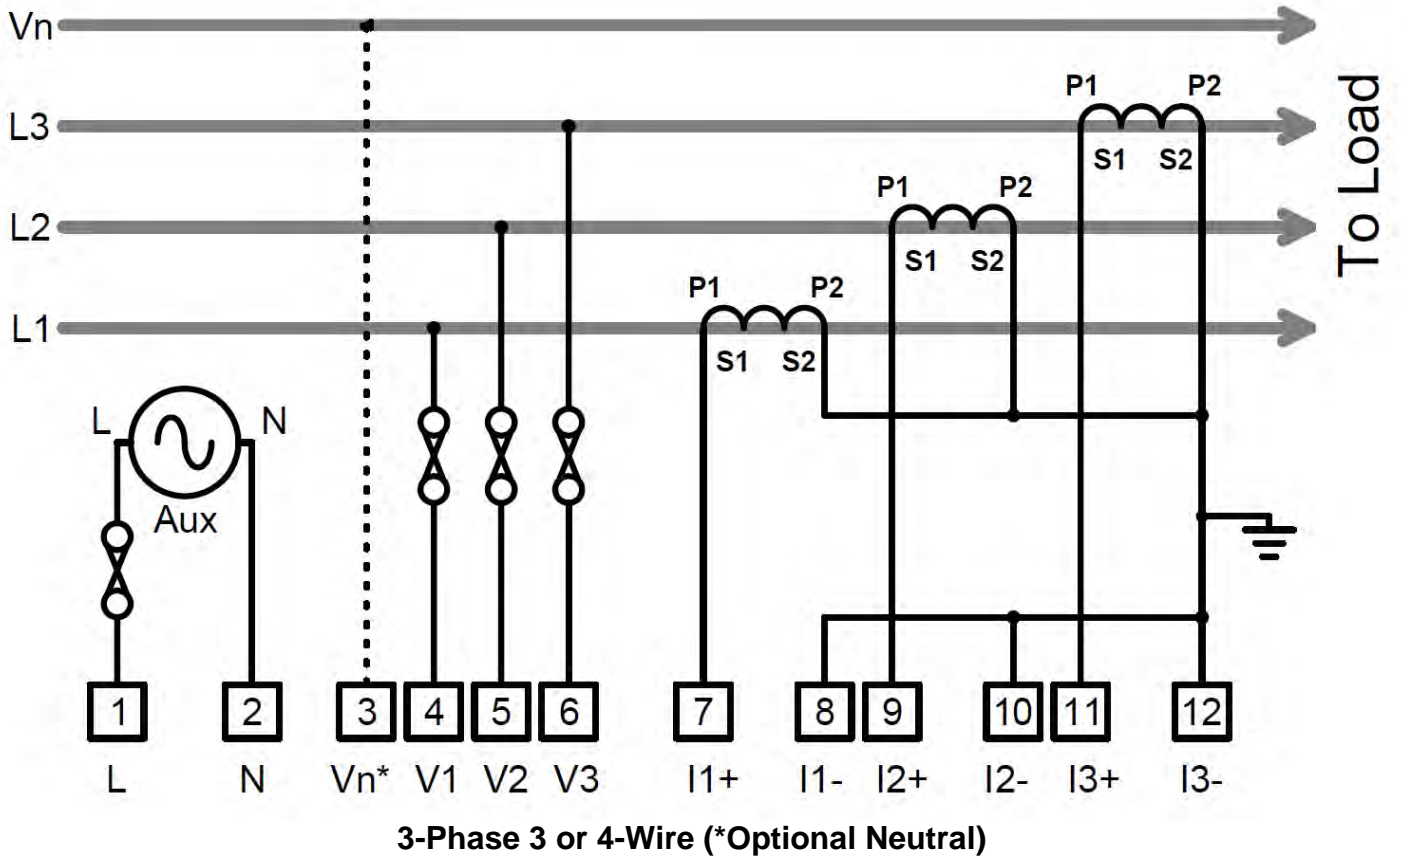 Vn
P1 P2
L3
S1 S2
P1 P2
L2
S1 S2
P1 P2
L1
S1 S2
To Load
L N
Aux
1 2 3 4 5 6 7 8 9 10 11 12
L N Vn* V1 V2 V3 I1+ I1- I2+ I2- I3+ I3-
3-Phase 3 or 4-Wire (*Optional Neutral)